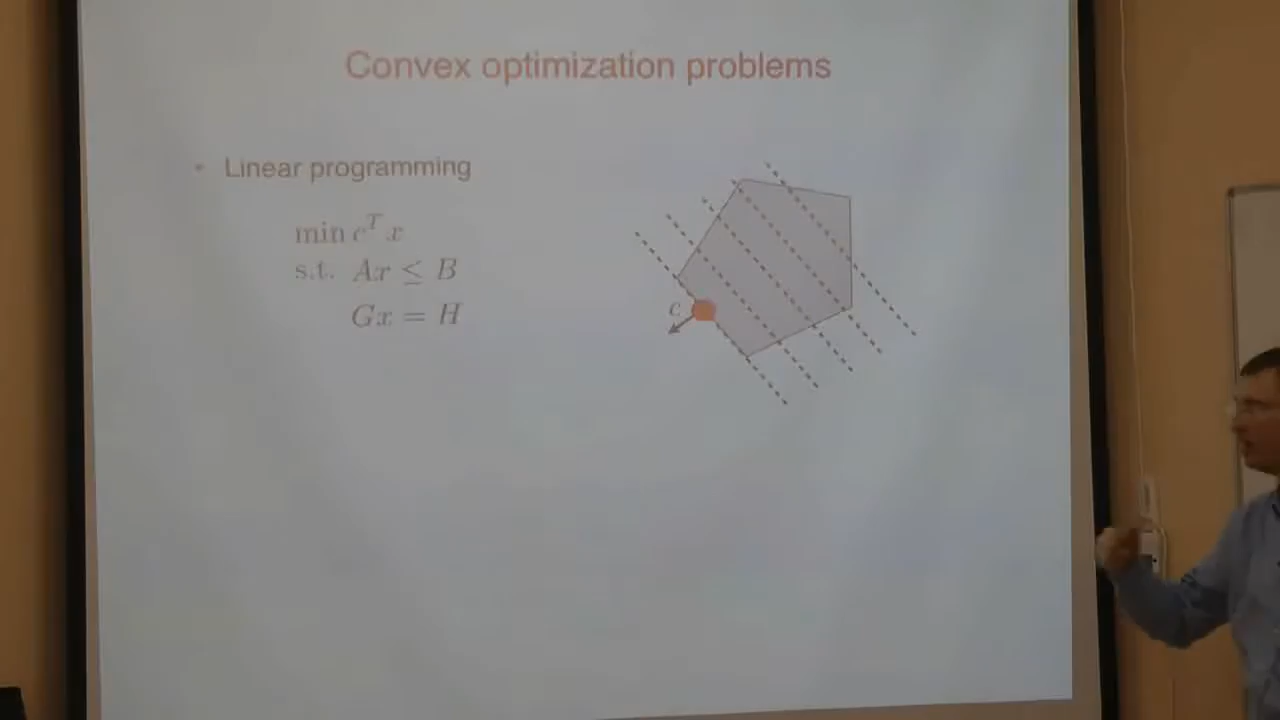 Convex optimization problems
• Linear programming
min c^T x
s.t. Ax ≤ B
Gx = H
c